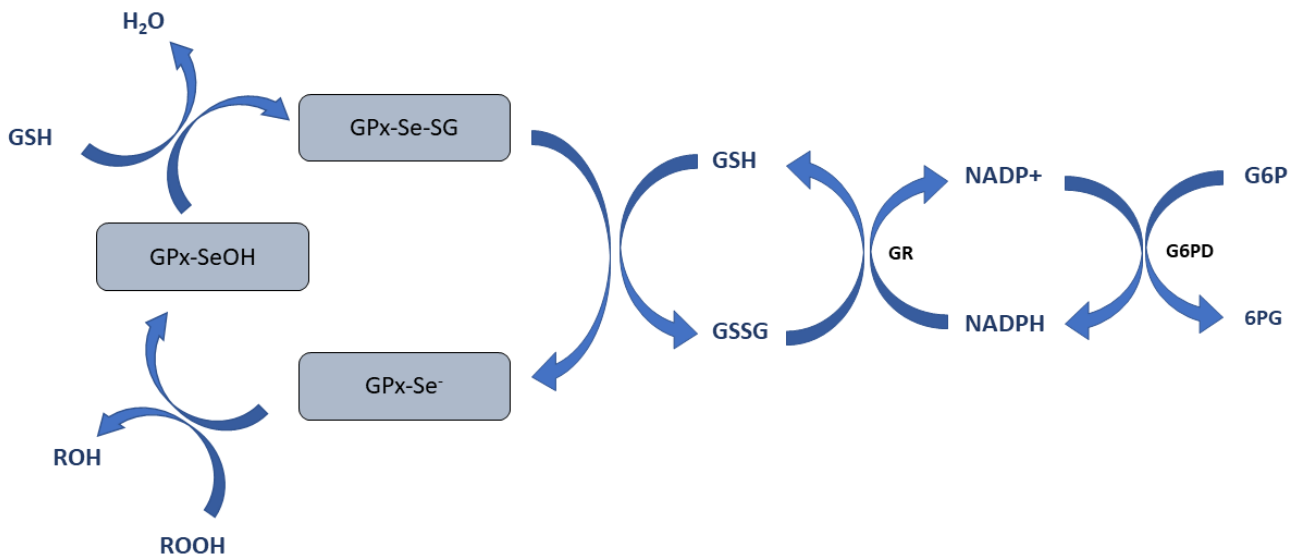 H₂O
GSH
GPx-Se-SG
GSH
NADP+
G6P
GPx-SeOH
GR
G6PD
GSSG
NADPH
6PG
GPx-Se⁻
ROH
ROOH